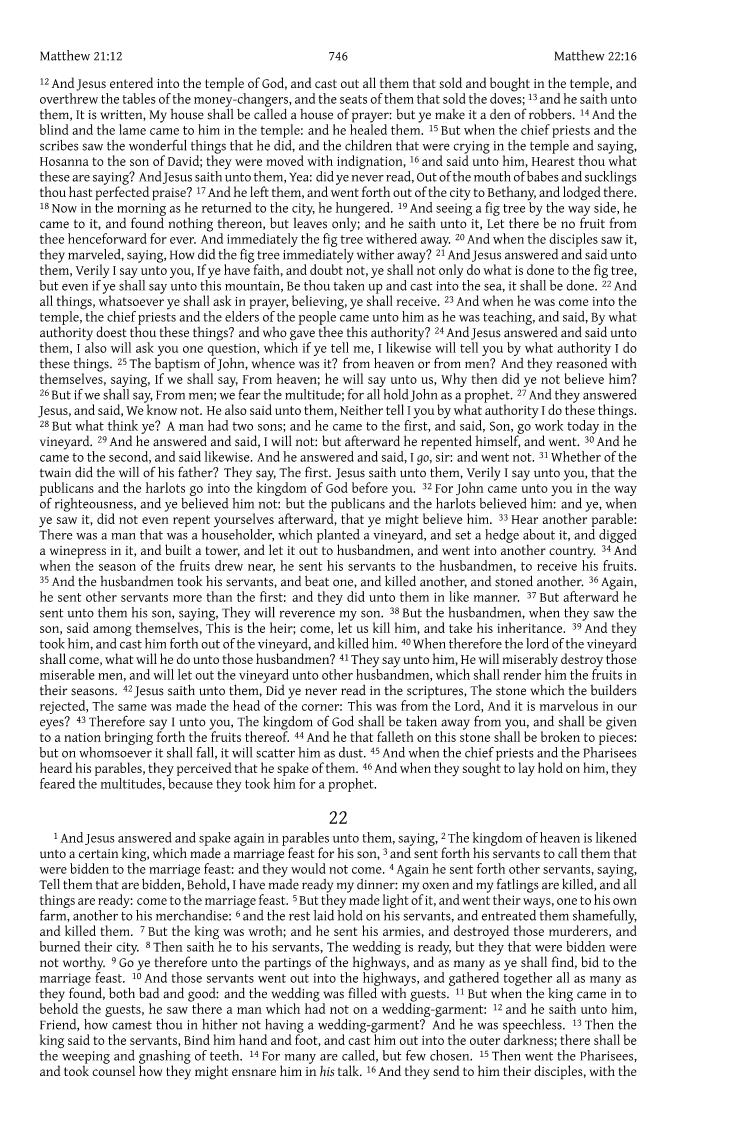 Matthew 21:12 746 Matthew 22:16
12 And Jesus entered into the temple of God, and cast out all them that sold and bought in the temple, and
overthrew the tables of the money-changers, and the seats of them that sold the doves; 13 and he saith unto
them, It is written, My house shall be called a house of prayer: but ye make it a den of robbers. 14 And the
blind and the lame came to him in the temple: and he healed them. 15 But when the chief priests and the
scribes saw the wonderful things that he did, and the children that were crying in the temple and saying,
Hosanna to the son of David; they were moved with indignation, 16 and said unto him, Hearest thou what
these are saying? And Jesus saith unto them, Yea: did ye never read, Out of the mouth of babes and sucklings
thou hast perfected praise? 17 And he left them, and went forth out of the city to Bethany, and lodged there.
18 Now in the morning as he returned to the city, he hungered. 19 And seeing a fig tree by the way side, he
came to it, and found nothing thereon, but leaves only; and he saith unto it, Let there be no fruit from
thee henceforward for ever. And immediately the fig tree withered away. 20 And when the disciples saw it,
they marveled, saying, How did the fig tree immediately wither away? 21 And Jesus answered and said unto
them, Verily I say unto you, If ye have faith, and doubt not, ye shall not only do what is done to the fig tree,
but even if ye shall say unto this mountain, Be thou taken up and cast into the sea, it shall be done. 22 And
all things, whatsoever ye shall ask in prayer, believing, ye shall receive. 23 And when he was come into the
temple, the chief priests and the elders of the people came unto him as he was teaching, and said, By what
authority doest thou these things? and who gave thee this authority? 24 And Jesus answered and said unto
them, I also will ask you one question, which if ye tell me, I likewise will tell you by what authority I do
these things. 25 The baptism of John, whence was it? from heaven or from men? And they reasoned with
themselves, saying, If we shall say, From heaven; he will say unto us, Why then did ye not believe him?
26 But if we shall say, From men; we fear the multitude; for all hold John as a prophet. 27 And they answered
Jesus, and said, We know not. He also said unto them, Neither tell I you by what authority I do these things.
28 But what think ye? A man had two sons; and he came to the first, and said, Son, go work today in the
vineyard. 29 And he answered and said, I will not: but afterward he repented himself, and went. 30 And he
came to the second, and said likewise. And he answered and said, I go, sir: and went not. 31 Whether of the
twain did the will of his father? They say, The first. Jesus saith unto them, Verily I say unto you, that the
publicans and the harlots go into the kingdom of God before you. 32 For John came unto you in the way
of righteousness, and ye believed him not: but the publicans and the harlots believed him: and ye, when
ye saw it, did not even repent yourselves afterward, that ye might believe him. 33 Hear another parable:
There was a man that was a householder, which planted a vineyard, and set a hedge about it, and digged
a winepress in it, and built a tower, and let it out to husbandmen, and went into another country. 34 And
when the season of the fruits drew near, he sent his servants to the husbandmen, to receive his fruits.
35 And the husbandmen took his servants, and beat one, and killed another, and stoned another. 36 Again,
he sent other servants more than the first: and they did unto them in like manner. 37 But afterward he
sent unto them his son, saying, They will reverence my son. 38 But the husbandmen, when they saw the
son, said among themselves, This is the heir; come, let us kill him, and take his inheritance. 39 And they
took him, and cast him forth out of the vineyard, and killed him. 40 When therefore the lord of the vineyard
shall come, what will he do unto those husbandmen? 41 They say unto him, He will miserably destroy those
miserable men, and will let out the vineyard unto other husbandmen, which shall render him the fruits in
their seasons. 42 Jesus saith unto them, Did ye never read in the scriptures, The stone which the builders
rejected, The same was made the head of the corner: This was from the Lord, And it is marvelous in our
eyes? 43 Therefore say I unto you, The kingdom of God shall be taken away from you, and shall be given
to a nation bringing forth the fruits thereof. 44 And he that falleth on this stone shall be broken to pieces:
but on whomsoever it shall fall, it will scatter him as dust. 45 And when the chief priests and the Pharisees
heard his parables, they perceived that he spake of them. 46 And when they sought to lay hold on him, they
feared the multitudes, because they took him for a prophet.
22
1 And Jesus answered and spake again in parables unto them, saying, 2 The kingdom of heaven is likened
unto a certain king, which made a marriage feast for his son, 3 and sent forth his servants to call them that
were bidden to the marriage feast: and they would not come. 4 Again he sent forth other servants, saying,
Tell them that are bidden, Behold, I have made ready my dinner: my oxen and my fatlings are killed, and all
things are ready: come to the marriage feast. 5 But they made light of it, and went their ways, one to his own
farm, another to his merchandise: 6 and the rest laid hold on his servants, and entreated them shamefully,
and killed them. 7 But the king was wroth; and he sent his armies, and destroyed those murderers, and
burned their city. 8 Then saith he to his servants, The wedding is ready, but they that were bidden were
not worthy. 9 Go ye therefore unto the partings of the highways, and as many as ye shall find, bid to the
marriage feast. 10 And those servants went out into the highways, and gathered together all as many as
they found, both bad and good: and the wedding was filled with guests. 11 But when the king came in to
behold the guests, he saw there a man which had not on a wedding-garment: 12 and he saith unto him,
Friend, how camest thou in hither not having a wedding-garment? And he was speechless. 13 Then the
king said to the servants, Bind him hand and foot, and cast him out into the outer darkness; there shall be
the weeping and gnashing of teeth. 14 For many are called, but few chosen. 15 Then went the Pharisees,
and took counsel how they might ensnare him in his talk. 16 And they send to him their disciples, with the